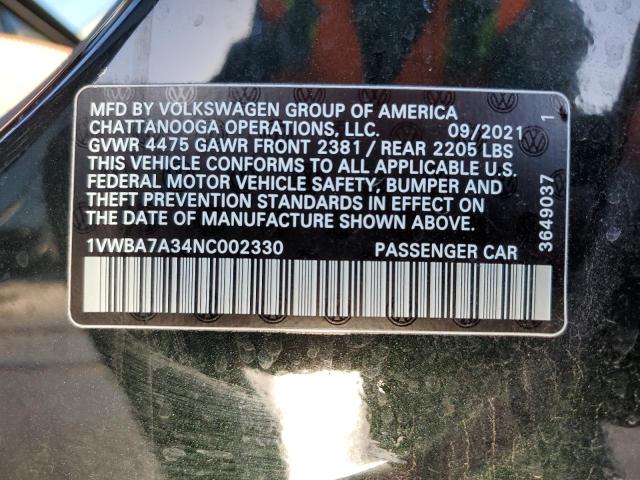 MFD BY VOLKSWAGEN GROUP OF AMERICA
CHATTANOOGA OPERATIONS, LLC. 09/2021
GVWR 4475 GAWR FRONT 2381 / REAR 2205 LBS
THIS VEHICLE CONFORMS TO ALL APPLICABLE U.S.
FEDERAL MOTOR VEHICLE SAFETY, BUMPER AND
THEFT PREVENTION STANDARDS IN EFFECT ON
THE DATE OF MANUFACTURE SHOWN ABOVE.
1VWBA7A34NC002330 PASSENGER CAR
3649037 1